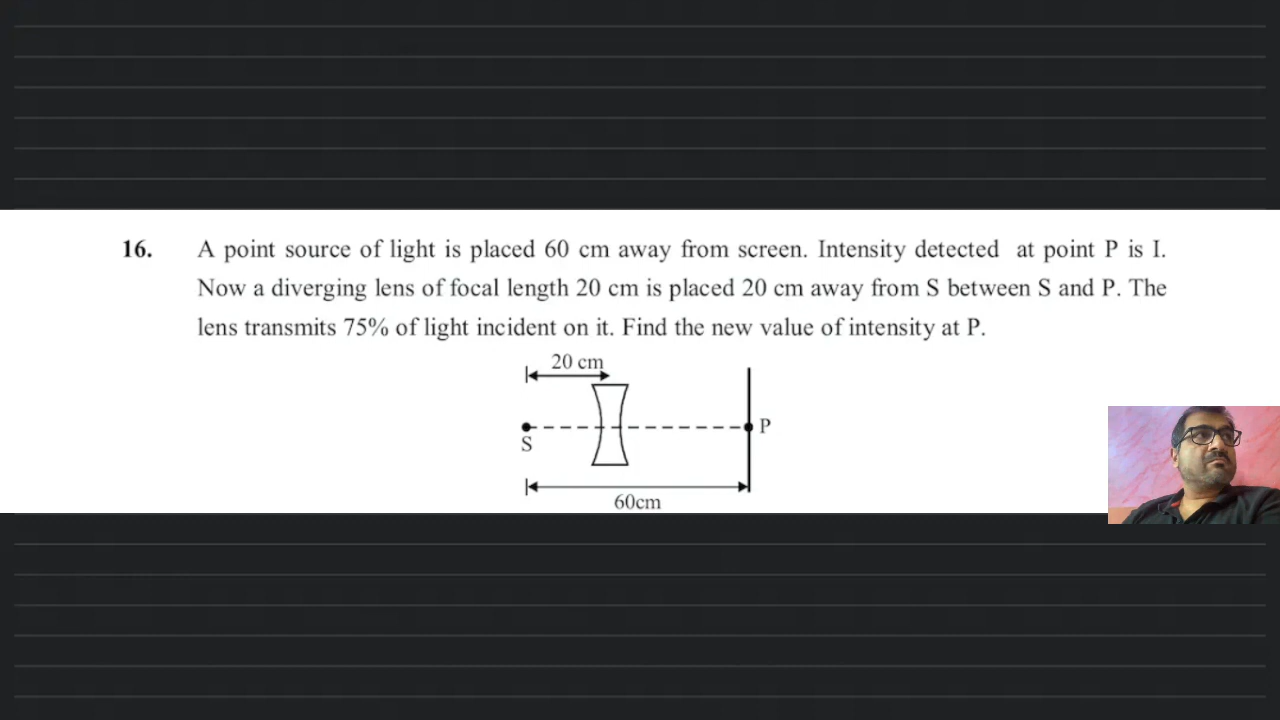 16. A point source of light is placed 60 cm away from screen. Intensity detected at point P is I.
Now a diverging lens of focal length 20 cm is placed 20 cm away from S between S and P. The
lens transmits 75% of light incident on it. Find the new value of intensity at P.
20 cm
P
S
60cm